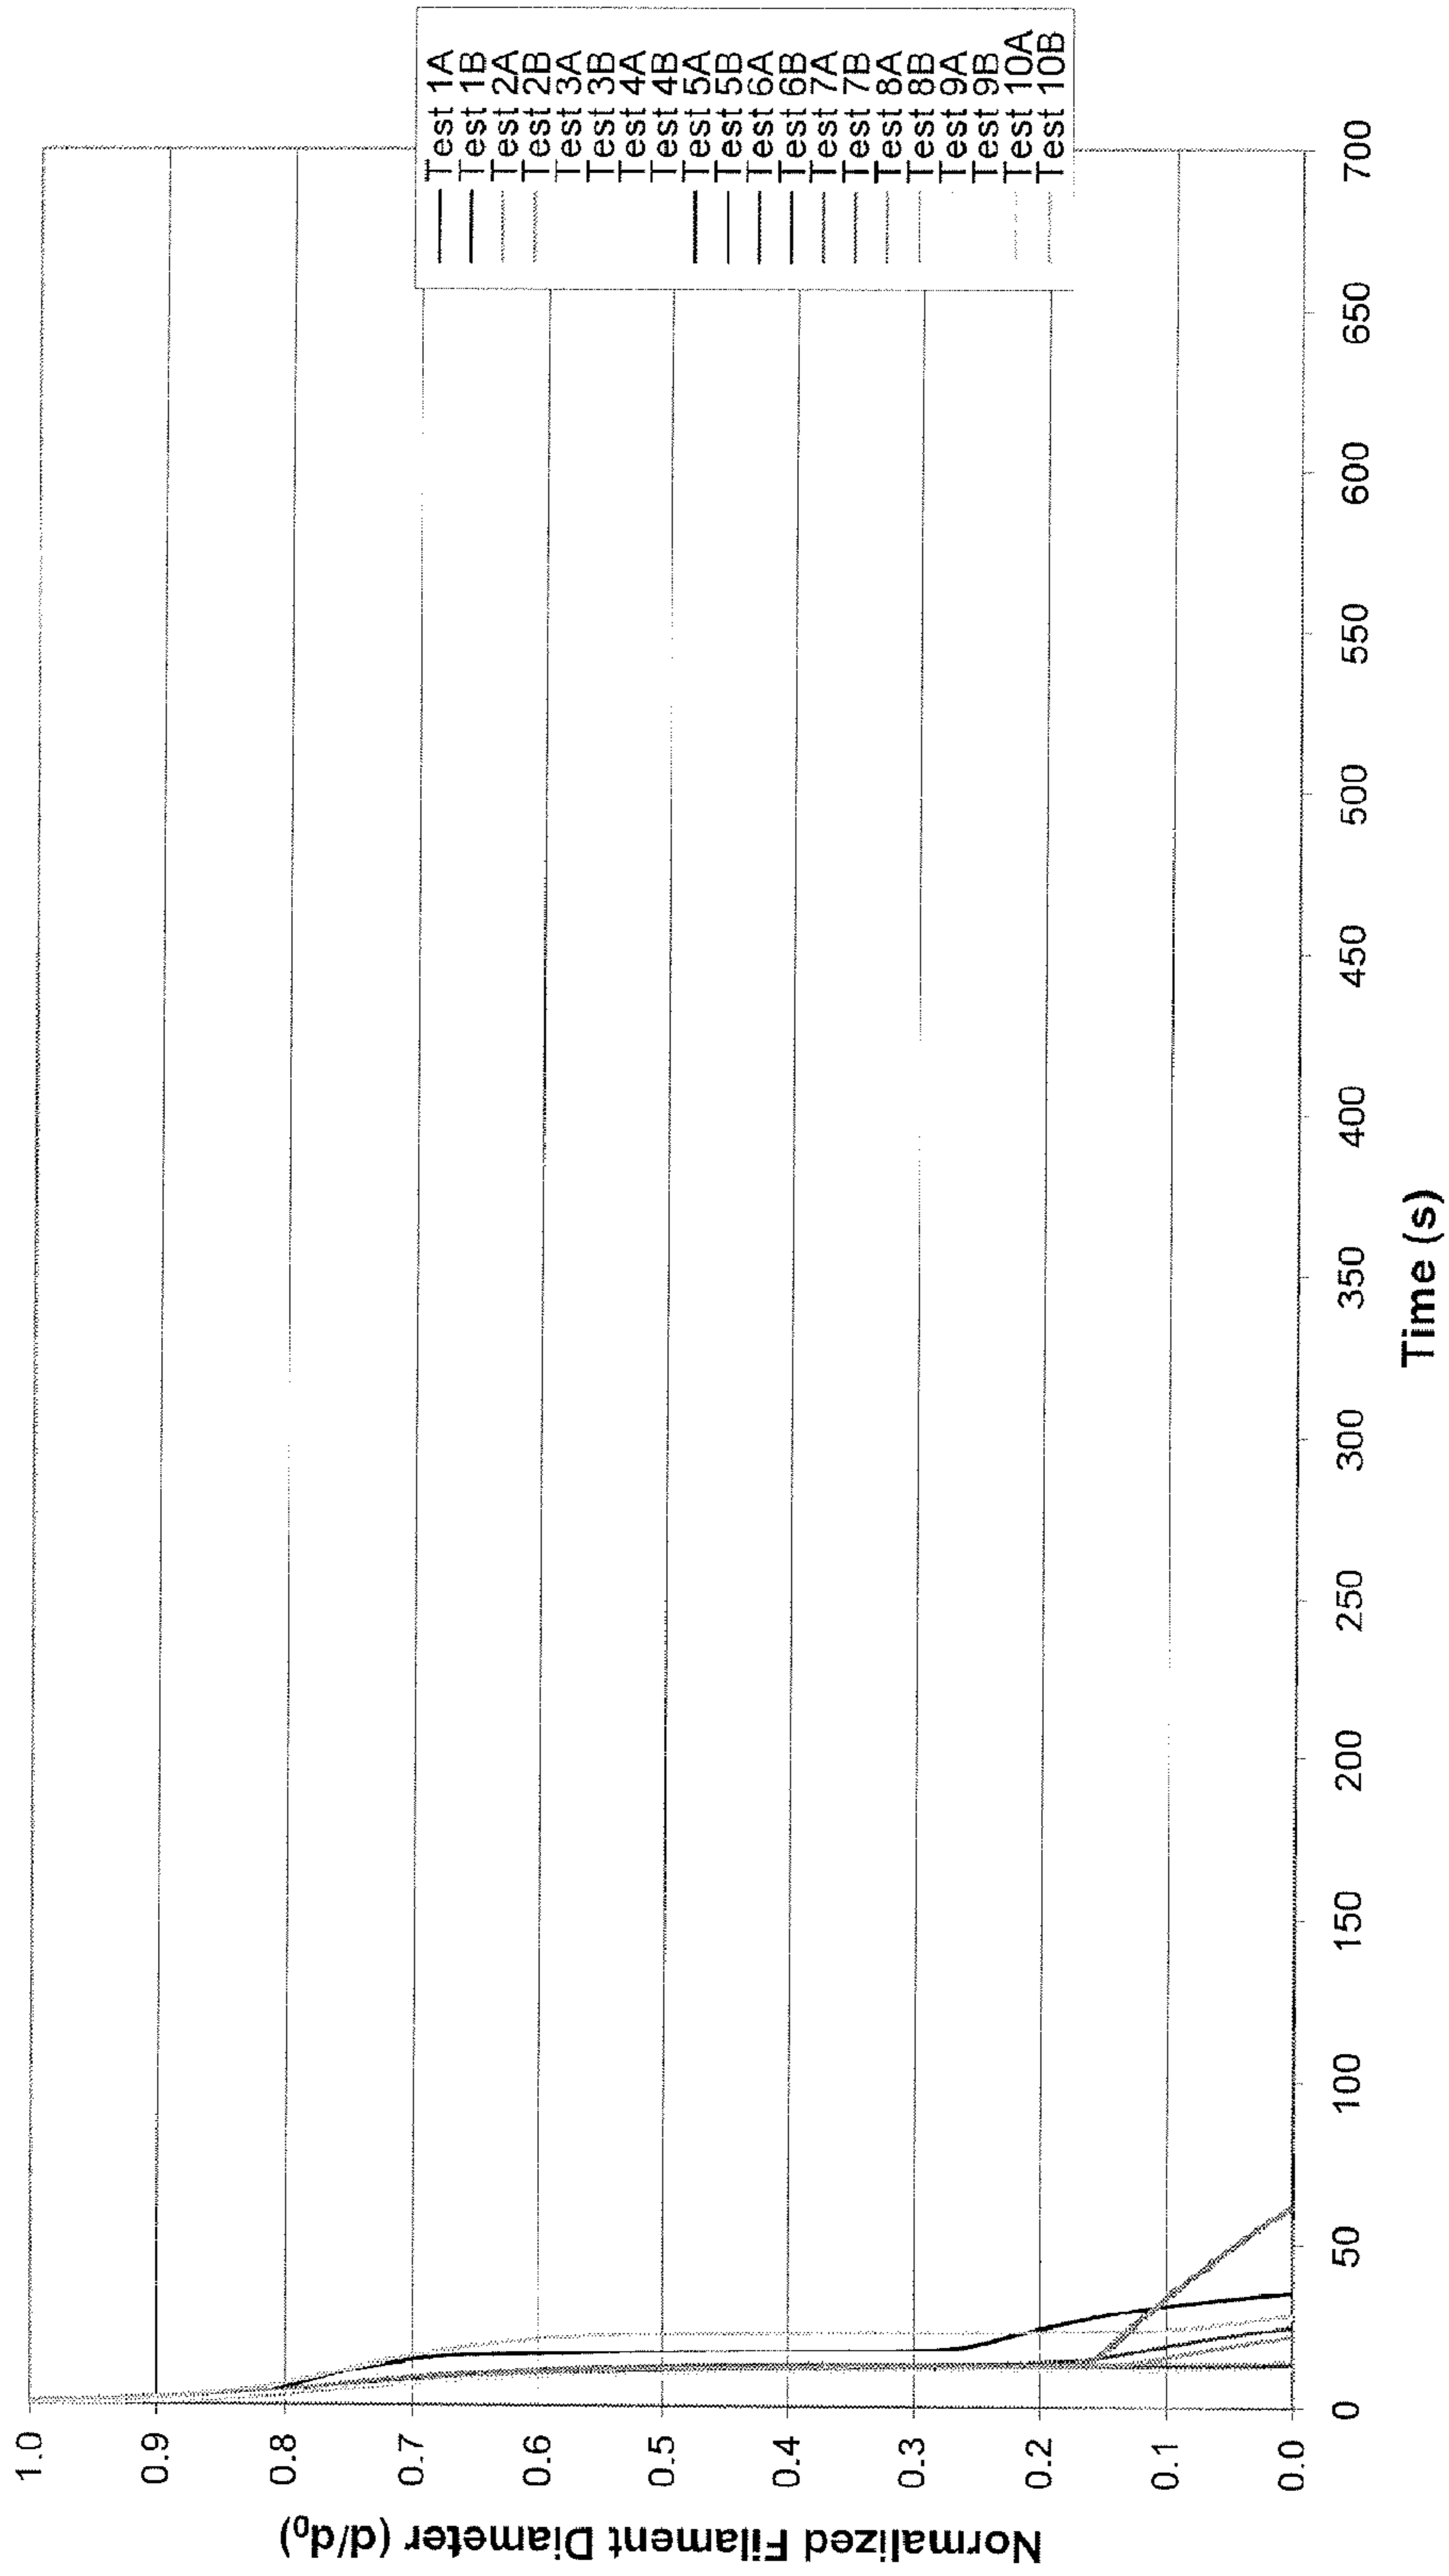 Normalized Filament Diameter (d/d0)
1.0
0.9
0.8
0.7
0.6
0.5
0.4
0.3
0.2
0.1
0.0
0
50
100
150
200
250
300
350
400
450
500
550
600
650
700
Time (s)
Test 1A
Test 1B
Test 2A
Test 2B
Test 3A
Test 3B
Test 4A
Test 4B
Test 5A
Test 5B
Test 6A
Test 6B
Test 7A
Test 7B
Test 8A
Test 8B
Test 9A
Test 9B
Test 10A
Test 10B